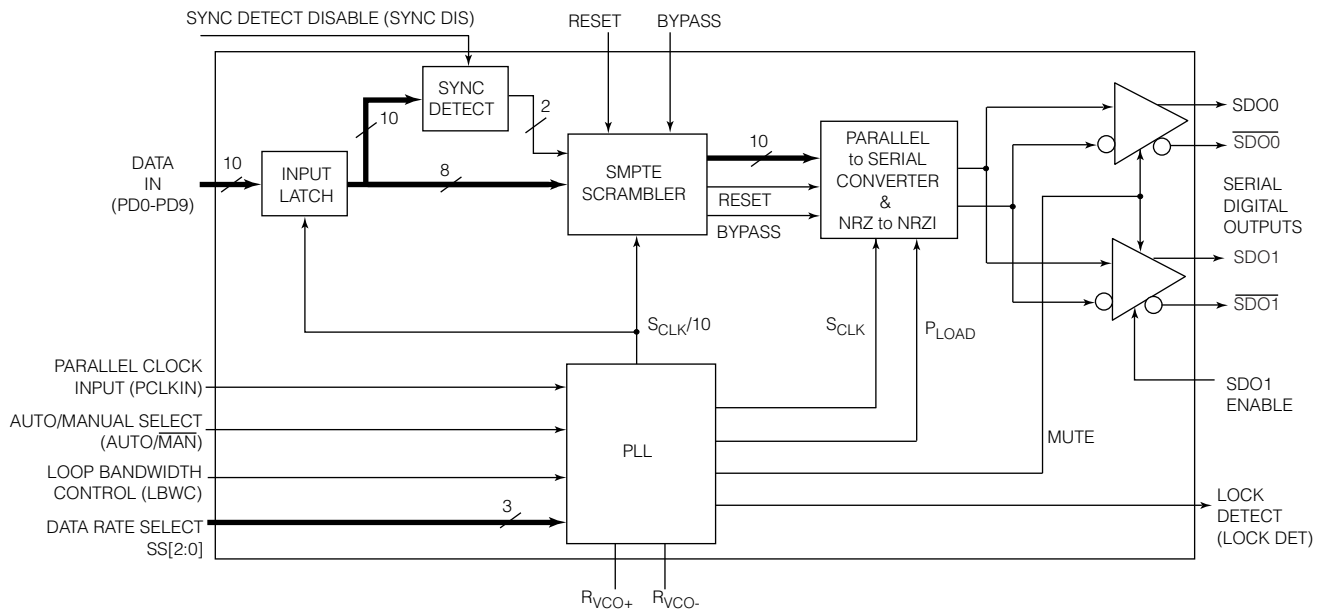 SYNC DETECT DISABLE (SYNC DIS)
RESET
BYPASS
SYNC
DETECT
10
2
DATA
IN
(PD0-PD9)
10
INPUT
LATCH
8
SMPTE
SCRAMBLER
10
RESET
BYPASS
PARALLEL
to SERIAL
CONVERTER
&
NRZ to NRZI
SDO0
SDO0
SERIAL
DIGITAL
OUTPUTS
SDO1
SDO1
SCLK/10
SCLK
PLOAD
PARALLEL CLOCK
INPUT (PCLKIN)
AUTO/MANUAL SELECT
(AUTO/MAN)
LOOP BANDWIDTH
CONTROL (LBWC)
DATA RATE SELECT
SS[2:0]
3
PLL
MUTE
SDO1
ENABLE
LOCK
DETECT
(LOCK DET)
RVCO+
RVCO-